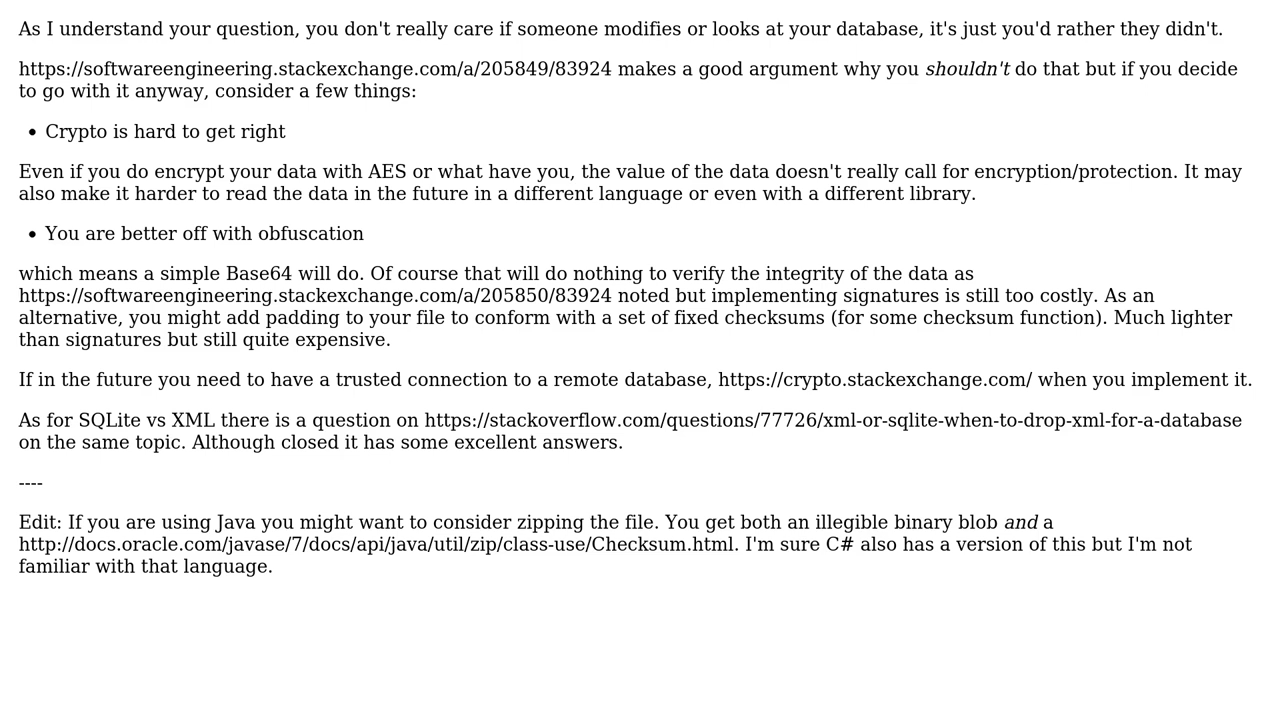 As I understand your question, you don't really care if someone modifies or looks at your database, it's just you'd rather they didn't.
https://softwareengineering.stackexchange.com/a/205849/83924 makes a good argument why you shouldn't do that but if you decide
to go with it anyway, consider a few things:
• Crypto is hard to get right
Even if you do encrypt your data with AES or what have you, the value of the data doesn't really call for encryption/protection. It may
also make it harder to read the data in the future in a different language or even with a different library.
• You are better off with obfuscation
which means a simple Base64 will do. Of course that will do nothing to verify the integrity of the data as
https://softwareengineering.stackexchange.com/a/205850/83924 noted but implementing signatures is still too costly. As an
alternative, you might add padding to your file to conform with a set of fixed checksums (for some checksum function). Much lighter
than signatures but still quite expensive.
If in the future you need to have a trusted connection to a remote database, https://crypto.stackexchange.com/ when you implement it.
As for SQLite vs XML there is a question on https://stackoverflow.com/questions/77726/xml-or-sqlite-when-to-drop-xml-for-a-database
on the same topic. Although closed it has some excellent answers.
----
Edit: If you are using Java you might want to consider zipping the file. You get both an illegible binary blob and a
http://docs.oracle.com/javase/7/docs/api/java/util/zip/class-use/Checksum.html. I'm sure C# also has a version of this but I'm not
familiar with that language.